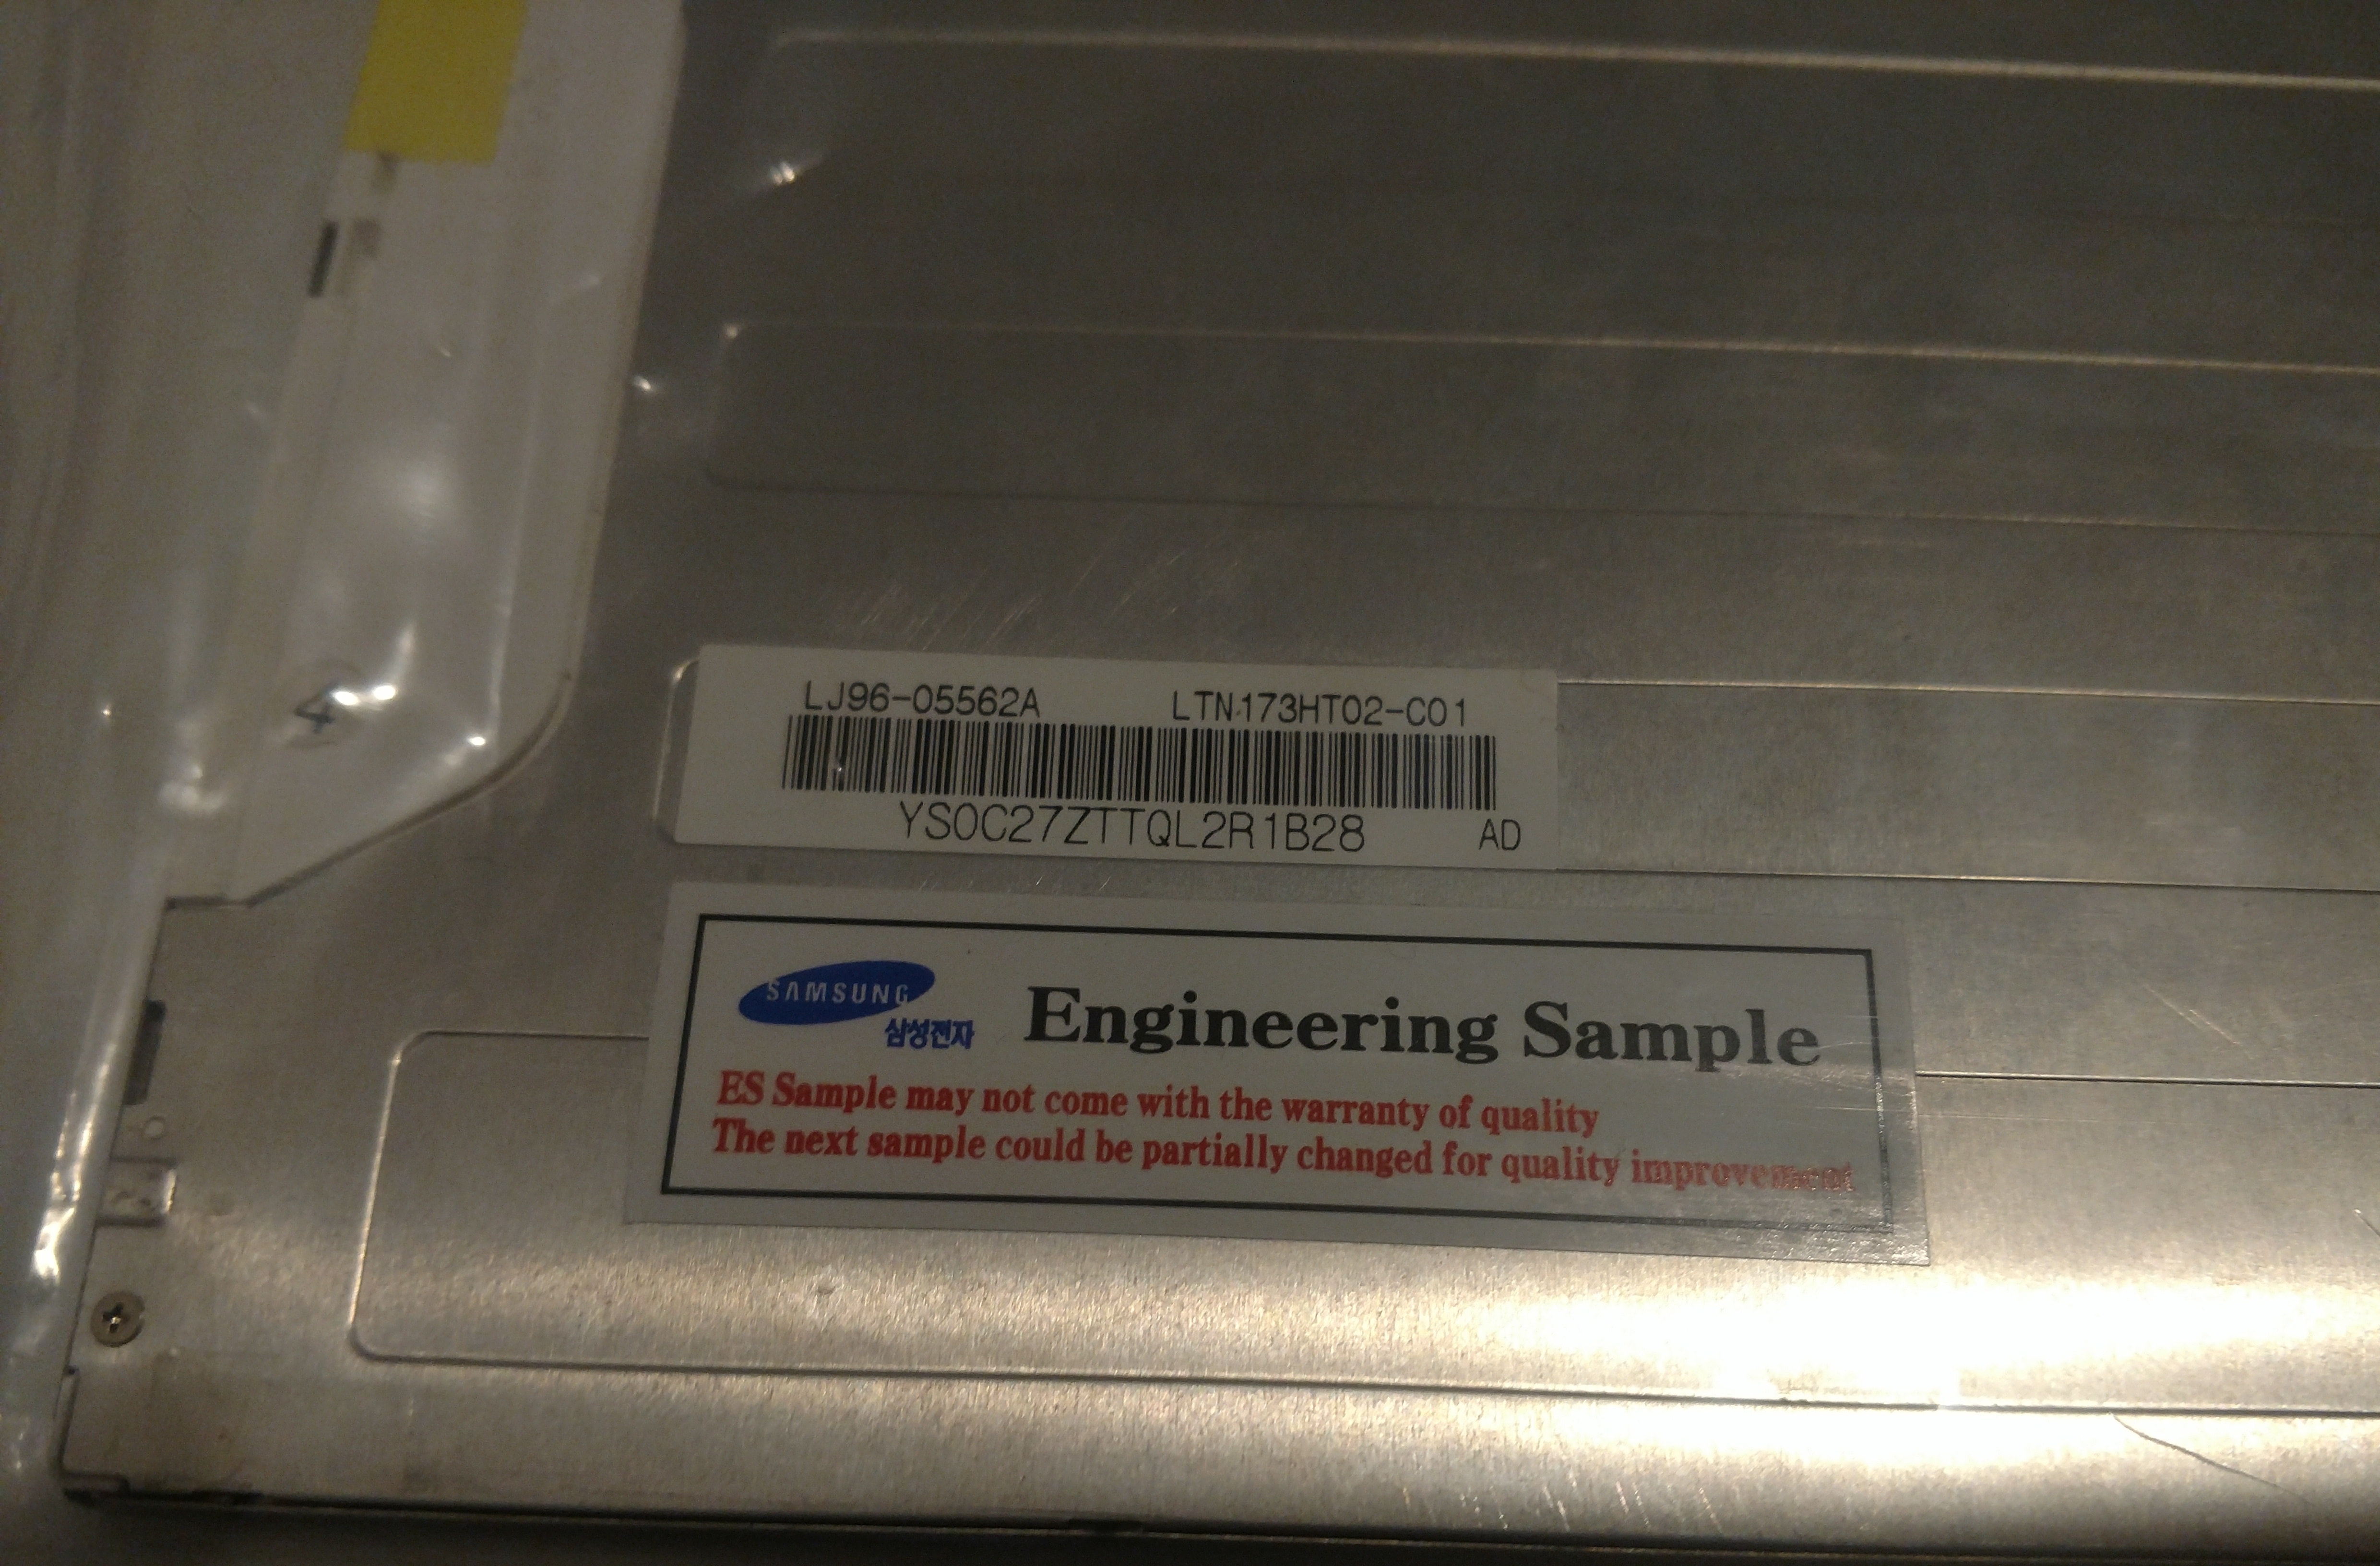 4
LJ96-05562A LTN173HT02-C01
YS0C27ZTTQL2R1B28 AD
SAMSUNG
삼성전자
Engineering Sample
ES Sample may not come with the warranty of quality
The next sample could be partially changed for quality improvement